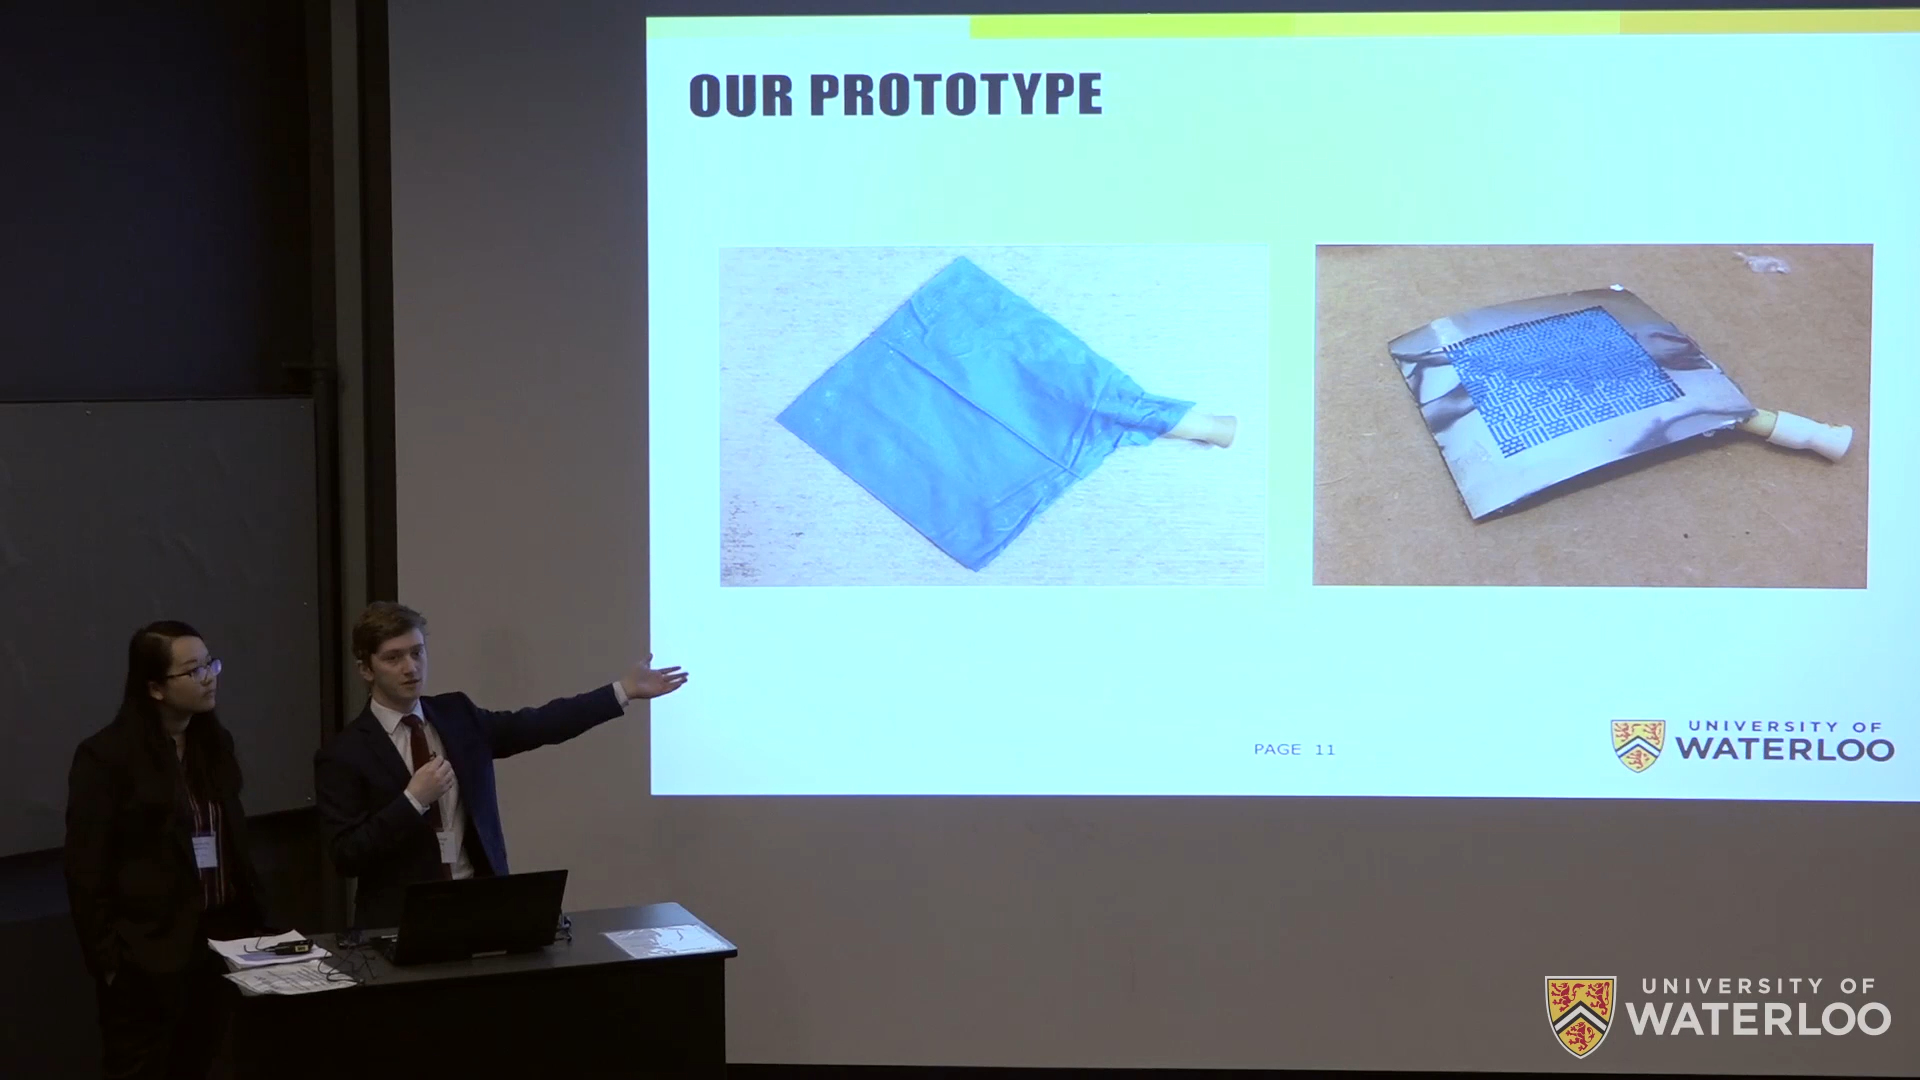 OUR PROTOTYPE
PAGE 11
UNIVERSITY OF
WATERLOO
UNIVERSITY OF
WATERLOO